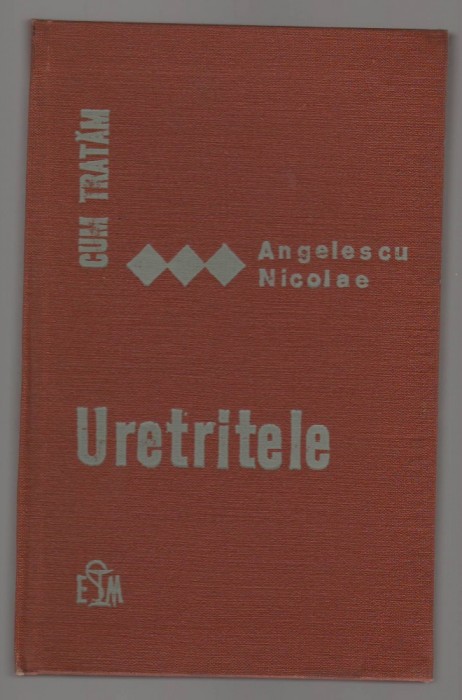 CUM TRATĂM
Angelescu
Nicolae
Uretritele
ESM